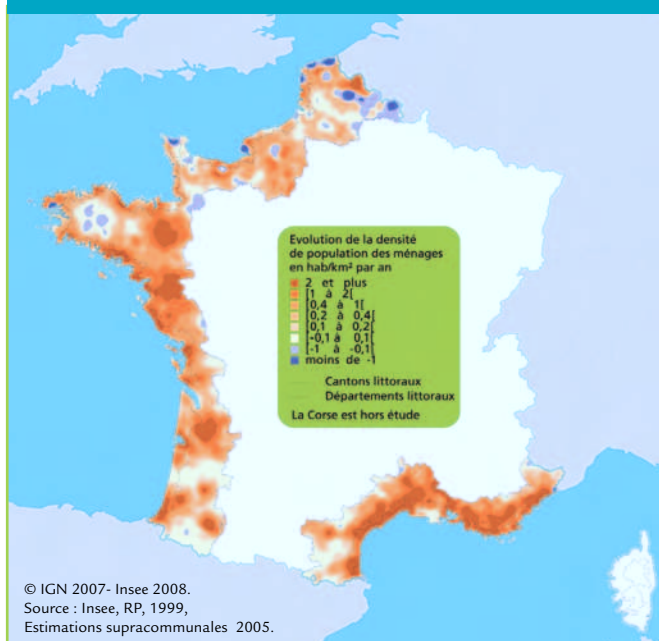 Evolution de la densité
de population des ménages
en hab/km² par an
2 et plus
[1 à 2[
[0,4 à 1[
[0,2 à 0,4[
[0,1 à 0,2[
[-0,1 à 0,1[
[-1 à -0,1[
moins de -1
Cantons littoraux
Départements littoraux
La Corse est hors étude
© IGN 2007- Insee 2008.
Source : Insee, RP, 1999,
Estimations supracommunales 2005.